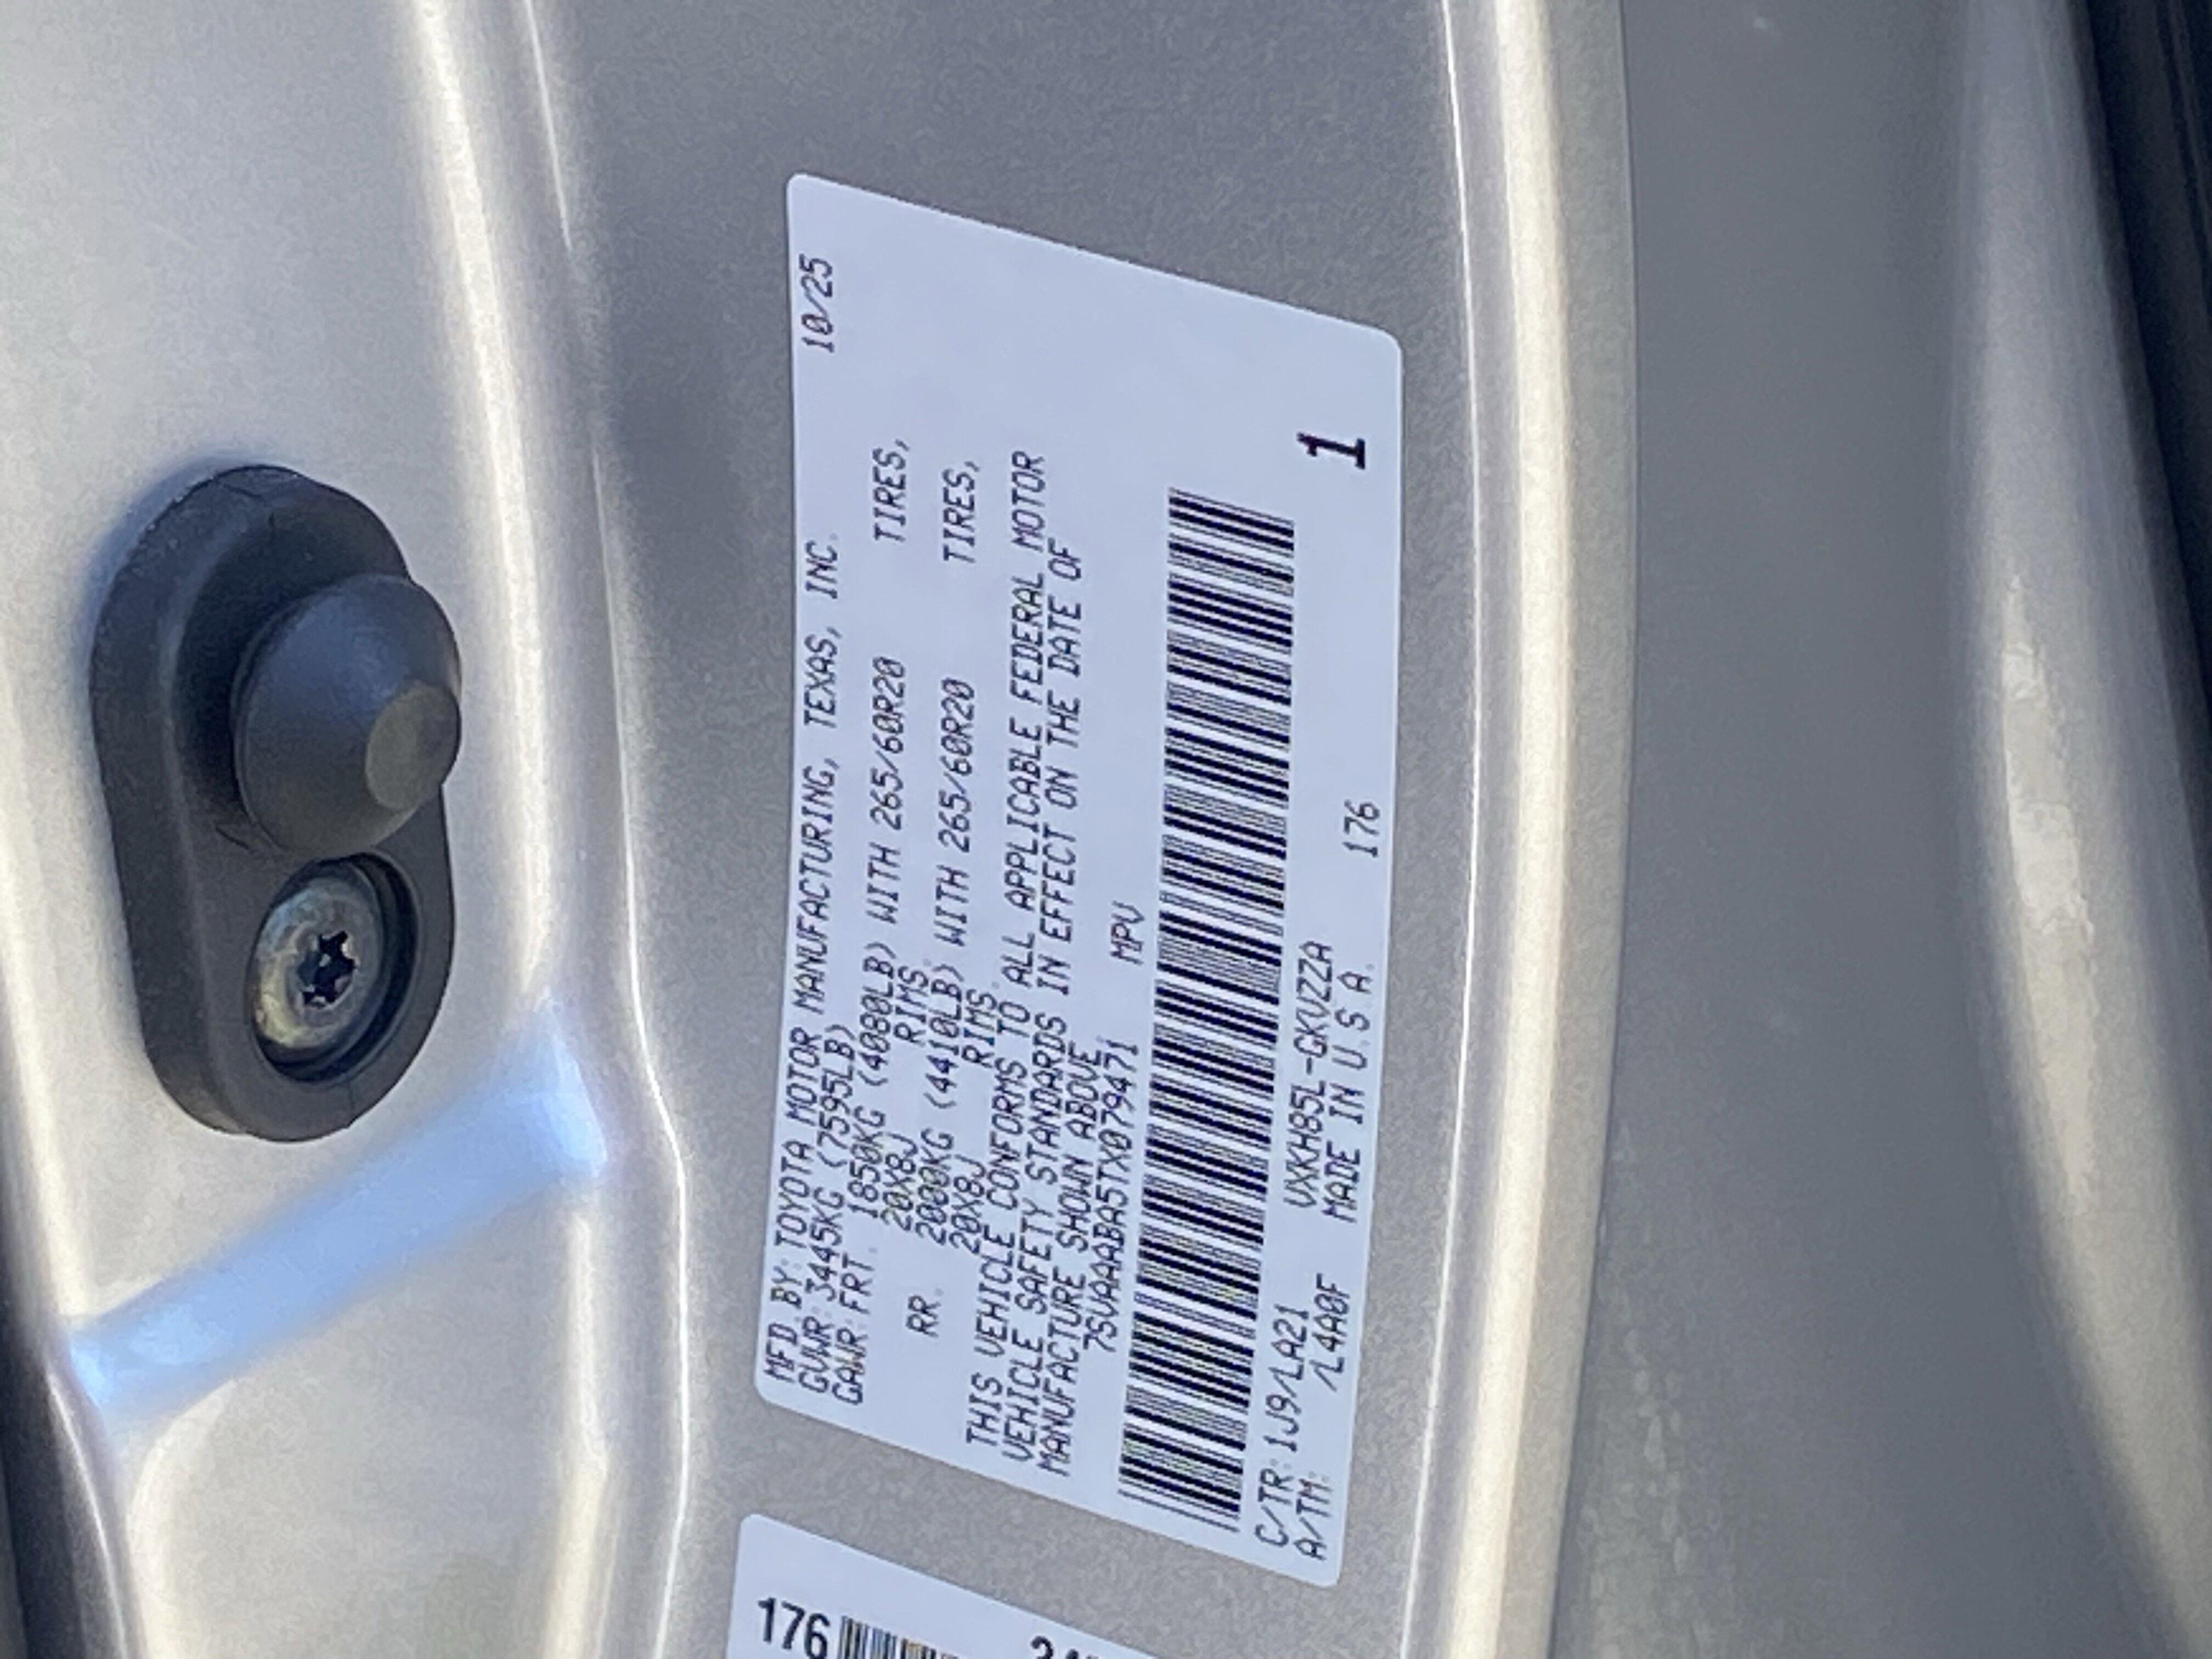 MFD. BY: TOYOTA MOTOR MANUFACTURING, TEXAS, INC. 10/25
GVWR: 3445KG (7595LB)
GAWR: FRT. 1850KG (4080LB) WITH 265/60R20 TIRES,
20X8J RIMS.
RR. 2000KG (4410LB) WITH 265/60R20 TIRES,
20X8J RIMS.
THIS VEHICLE CONFORMS TO ALL APPLICABLE FEDERAL MOTOR
VEHICLE SAFETY STANDARDS IN EFFECT ON THE DATE OF
MANUFACTURE SHOWN ABOVE.
7SVAAABA5TX079471 MPV
C/TR: 1J9/LA21 VXKH85L-GKVZZA 1
A/TM: /L4A0F MADE IN U.S.A. 176
176